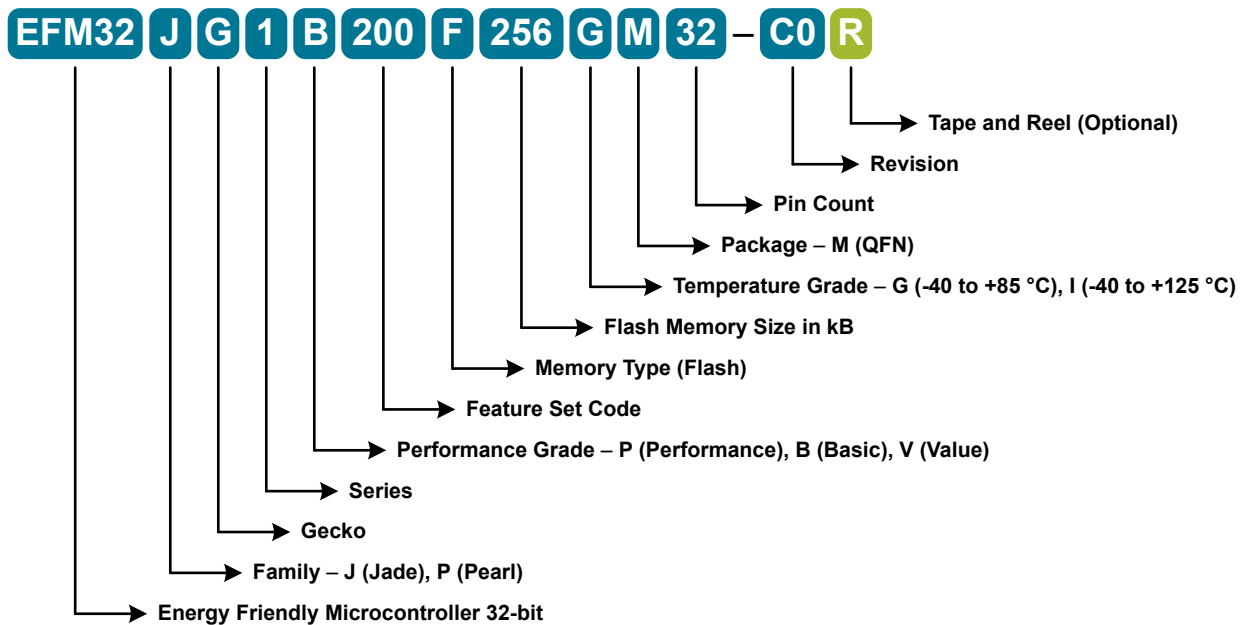 EFM32 J G 1 B 200 F 256 G M 32 – C0 R
Tape and Reel (Optional)
Revision
Pin Count
Package – M (QFN)
Temperature Grade – G (-40 to +85 °C), I (-40 to +125 °C)
Flash Memory Size in kB
Memory Type (Flash)
Feature Set Code
Performance Grade – P (Performance), B (Basic), V (Value)
Series
Gecko
Family – J (Jade), P (Pearl)
Energy Friendly Microcontroller 32-bit